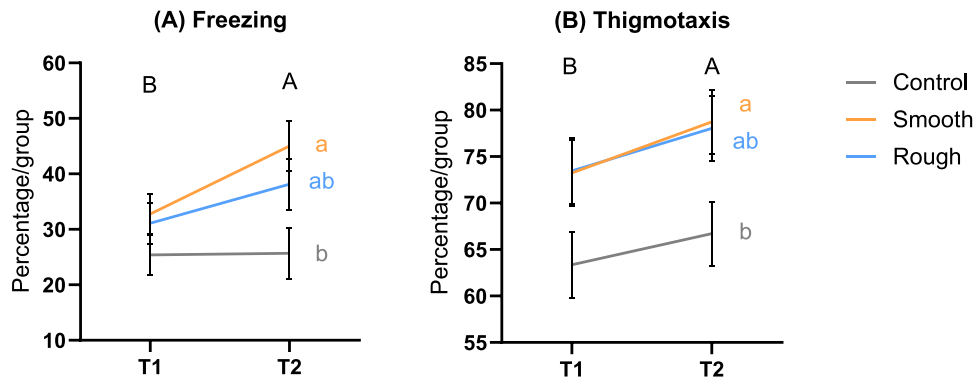 (A) Freezing
Percentage/group
60
50
40
30
20
10
B
A
a
ab
b
T1
T2
(B) Thigmotaxis
Percentage/group
85
80
75
70
65
60
55
B
A
a
ab
b
T1
T2
Control
Smooth
Rough